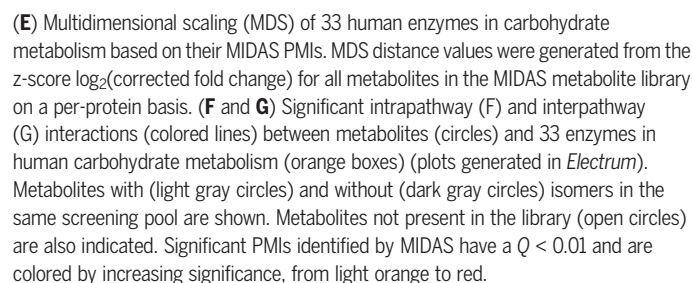 (E) Multidimensional scaling (MDS) of 33 human enzymes in carbohydrate
metabolism based on their MIDAS PMIs. MDS distance values were generated from the
z-score log₂(corrected fold change) for all metabolites in the MIDAS metabolite library
on a per-protein basis. (F and G) Significant intrapathway (F) and interpathway
(G) interactions (colored lines) between metabolites (circles) and 33 enzymes in
human carbohydrate metabolism (orange boxes) (plots generated in Electrum).
Metabolites with (light gray circles) and without (dark gray circles) isomers in the
same screening pool are shown. Metabolites not present in the library (open circles)
are also indicated. Significant PMIs identified by MIDAS have a Q < 0.01 and are
colored by increasing significance, from light orange to red.